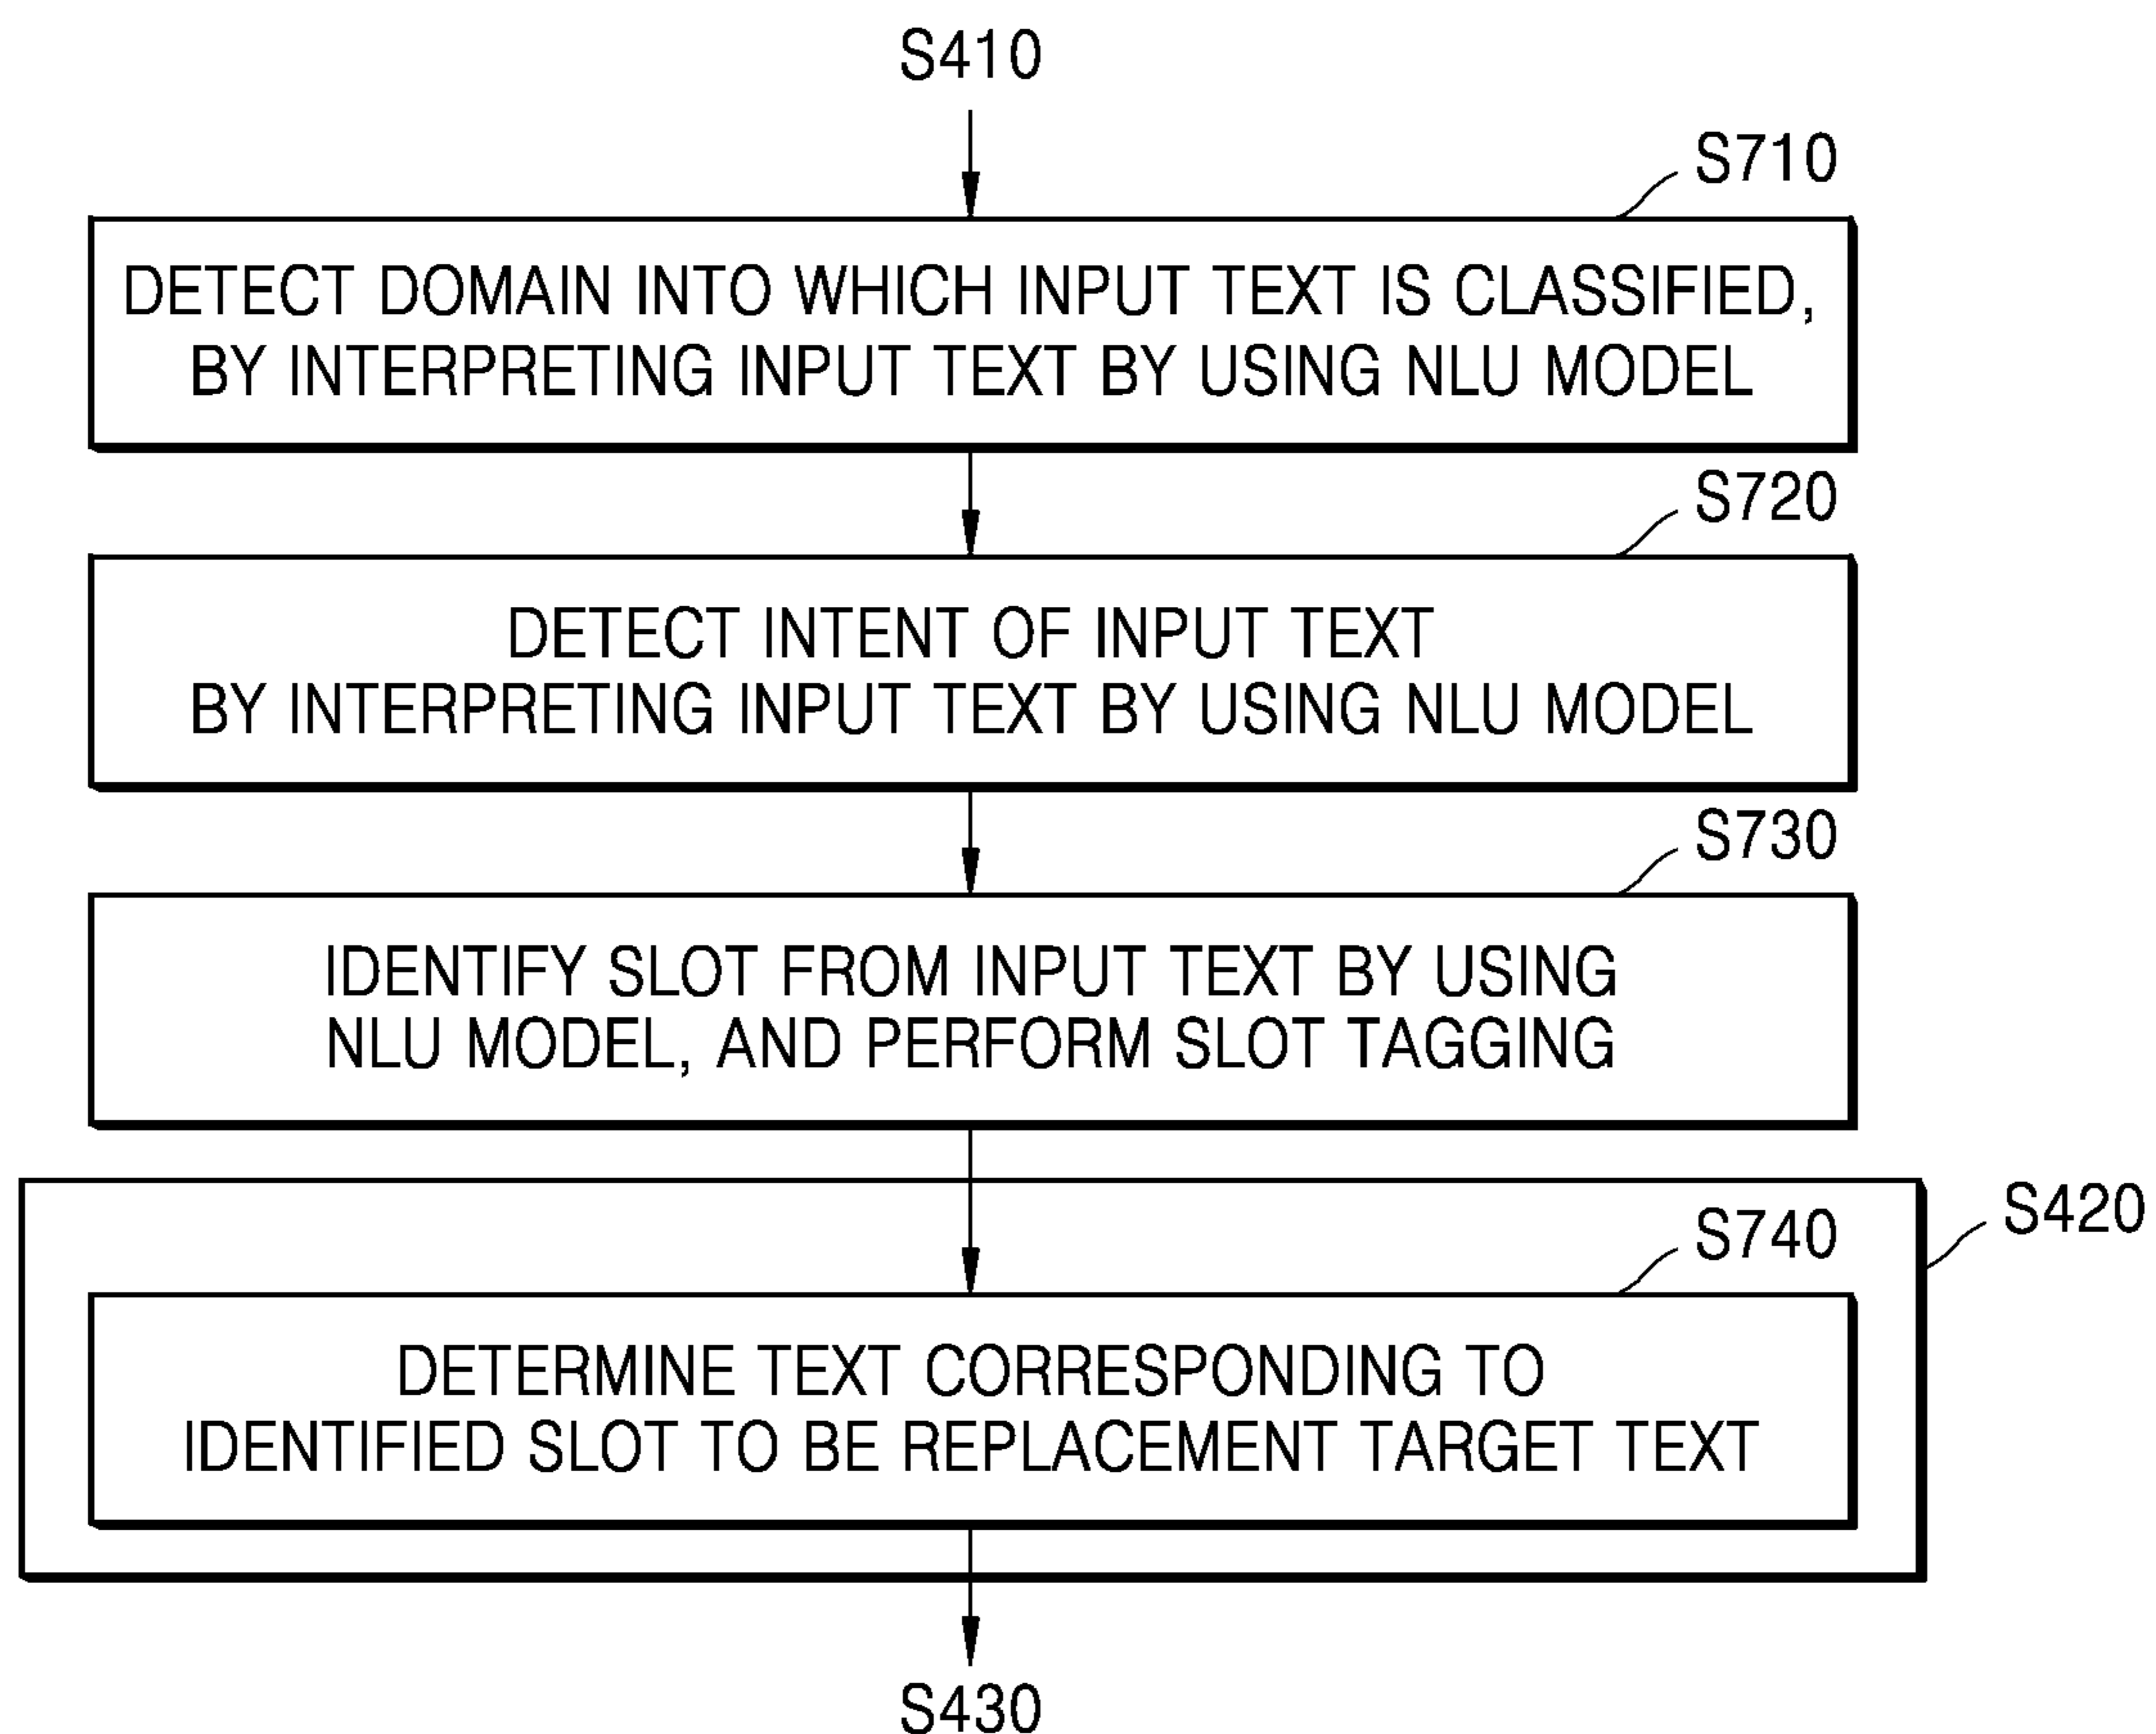 S410
S710
DETECT DOMAIN INTO WHICH INPUT TEXT IS CLASSIFIED,
BY INTERPRETING INPUT TEXT BY USING NLU MODEL
S720
DETECT INTENT OF INPUT TEXT
BY INTERPRETING INPUT TEXT BY USING NLU MODEL
S730
IDENTIFY SLOT FROM INPUT TEXT BY USING
NLU MODEL, AND PERFORM SLOT TAGGING
S420
S740
DETERMINE TEXT CORRESPONDING TO
IDENTIFIED SLOT TO BE REPLACEMENT TARGET TEXT
S430